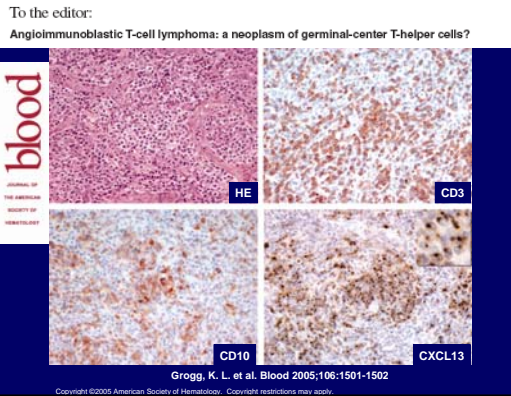 To the editor:
Angioimmunoblastic T-cell lymphoma: a neoplasm of germinal-center T-helper cells?
blood
JOURNAL OF
THE AMERICAN
SOCIETY OF
HEMATOLOGY
HE
CD3
CD10
CXCL13
Grogg, K. L. et al. Blood 2005;106:1501-1502
Copyright ©2005 American Society of Hematology. Copyright restrictions may apply.